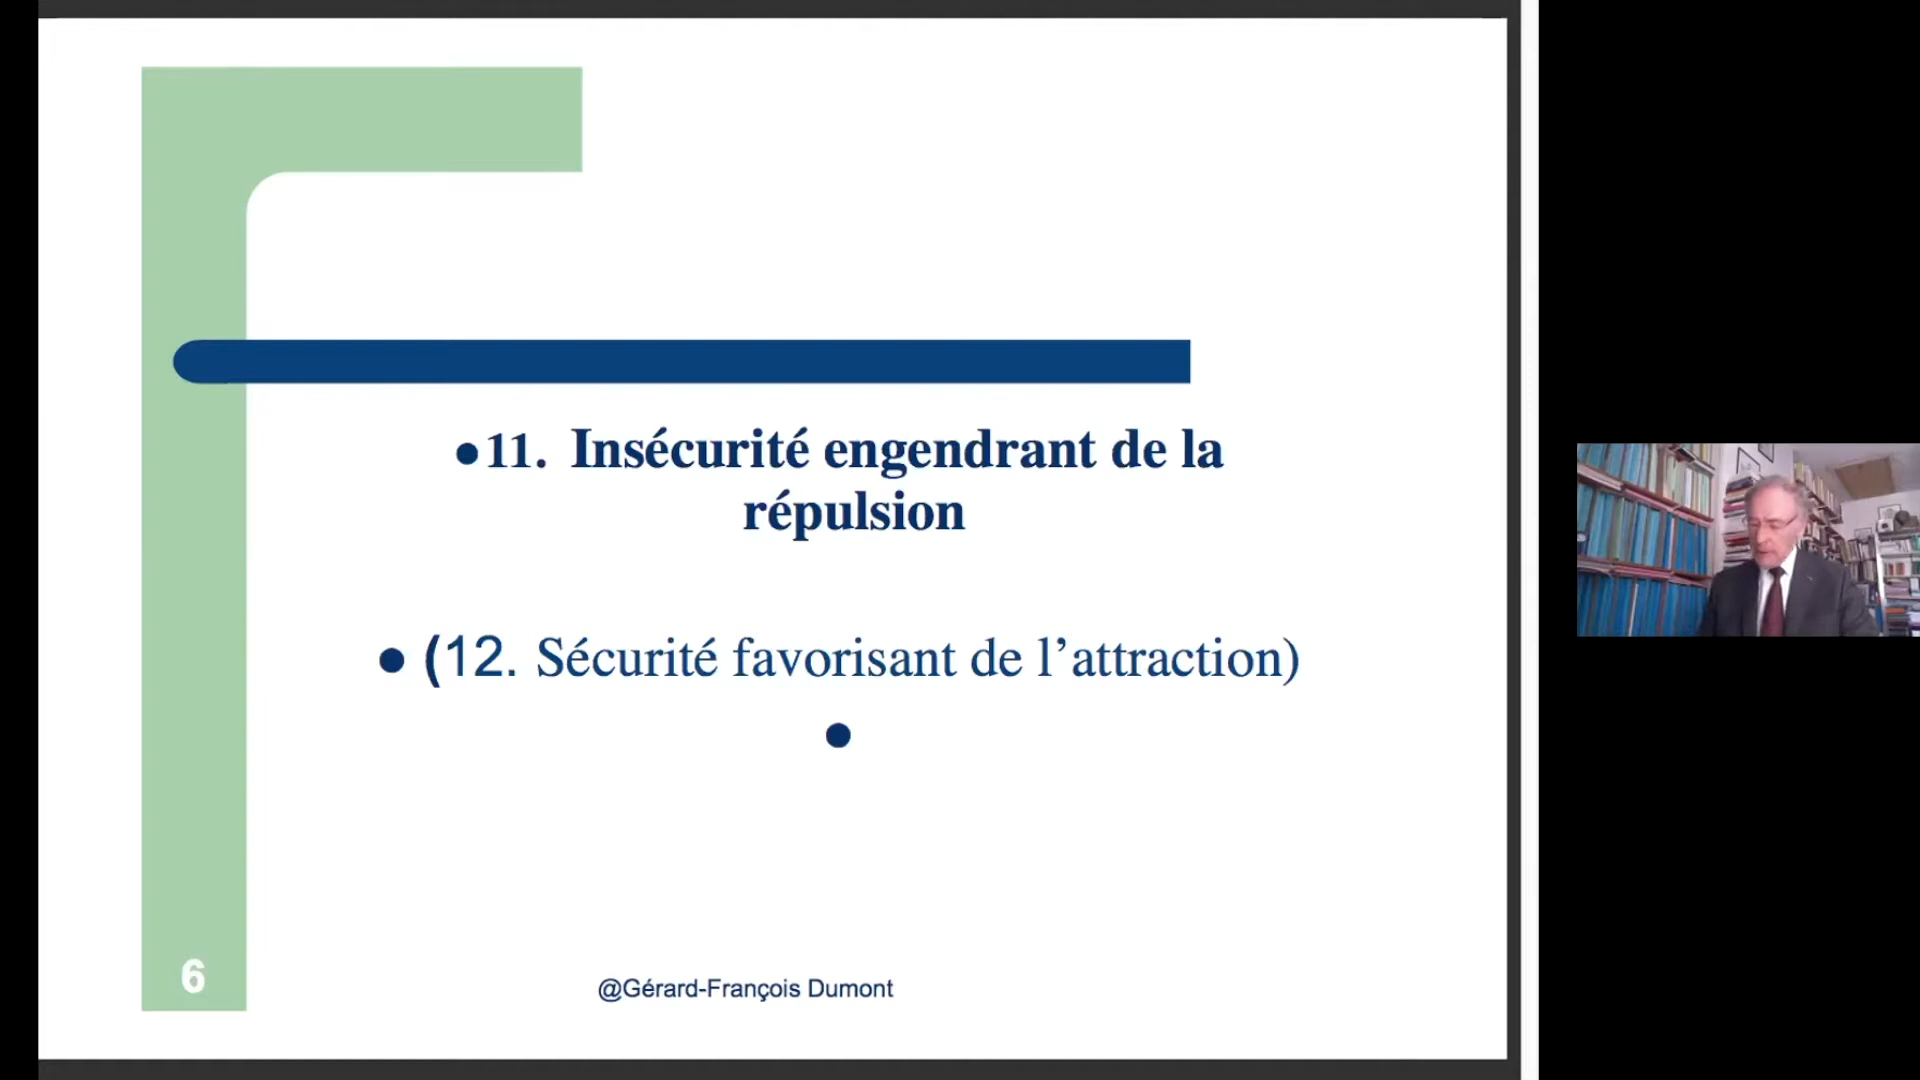 •11. Insécurité engendrant de la
répulsion
• (12. Sécurité favorisant de l’attraction)
•
6
@Gérard-François Dumont